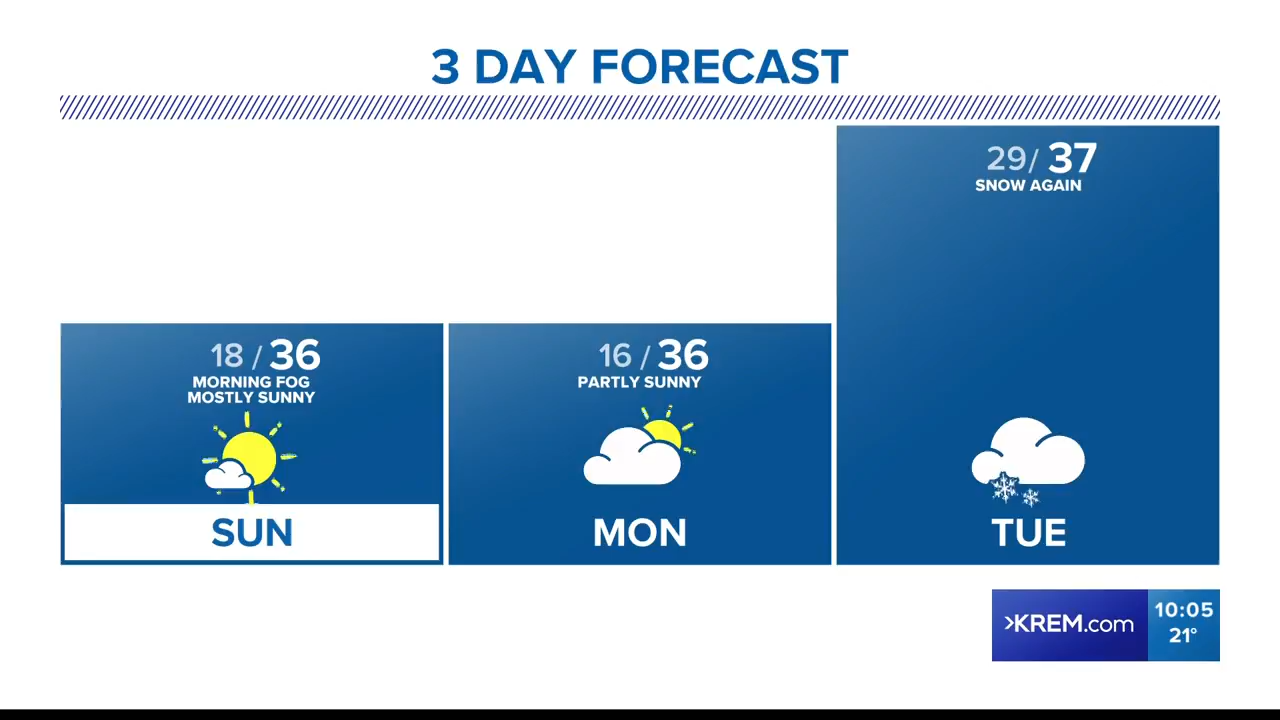 3 DAY FORECAST
18 / 36
MORNING FOG
MOSTLY SUNNY
SUN
16 / 36
PARTLY SUNNY
MON
29/ 37
SNOW AGAIN
TUE
>KREM.com
10:05
21°